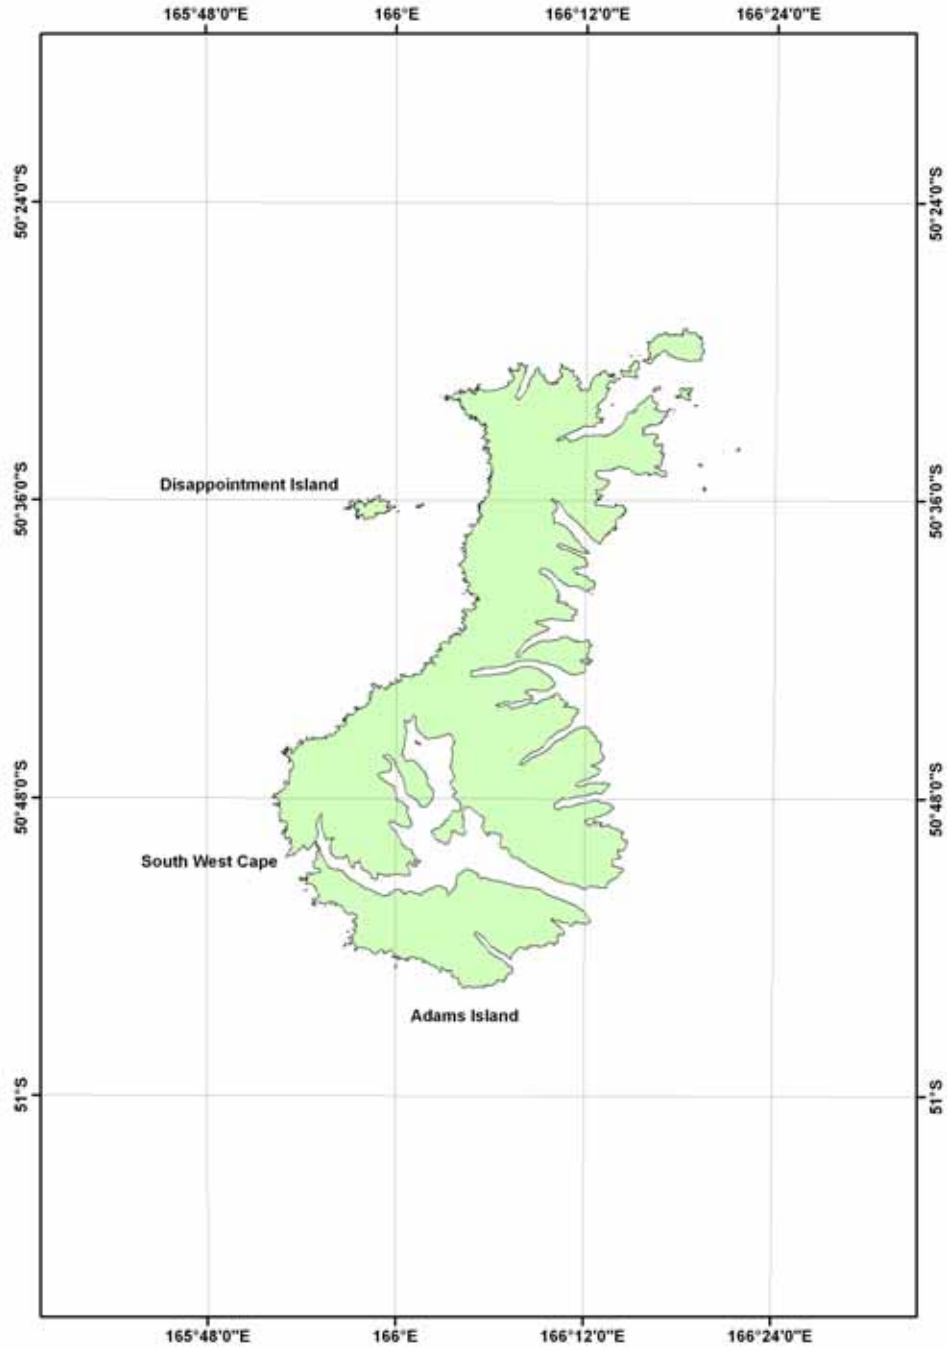 165°48'0"E 166°E 166°12'0"E 166°24'0"E
50°24'0"S 50°24'0"S
Disappointment Island
50°36'0"S 50°36'0"S
50°48'0"S 50°48'0"S
South West Cape
Adams Island
51°S 51°S
165°48'0"E 166°E 166°12'0"E 166°24'0"E